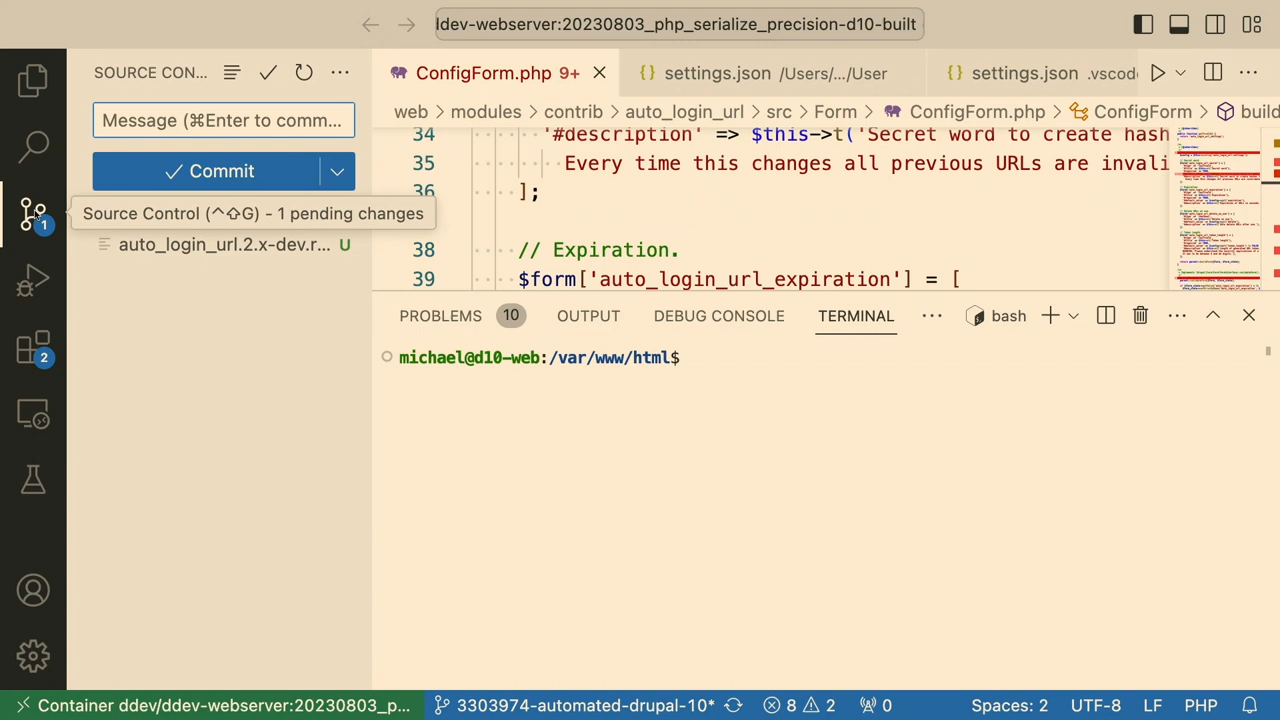 ldev-webserver:20230803_php_serialize_precision-d10-built
SOURCE CON...
Message (⌘Enter to comm...
Commit
Source Control (^⇧G) - 1 pending changes
auto_login_url.2.x-dev.r... U
1
2
ConfigForm.php 9+
settings.json /Users/.../User
settings.json .vscod
web modules contrib auto_login_url src Form ConfigForm.php ConfigForm build
34 '#description' => $this->t('Secret word to create hash
35 Every time this changes all previous URLs are invali
36 ];
38 // Expiration.
39 $form['auto_login_url_expiration'] = [
PROBLEMS 10 OUTPUT DEBUG CONSOLE TERMINAL ... bash
michael@d10-web:/var/www/html$
Container ddev/ddev-webserver:20230803_p... 3303974-automated-drupal-10* 8 2 0 Spaces: 2 UTF-8 LF PHP